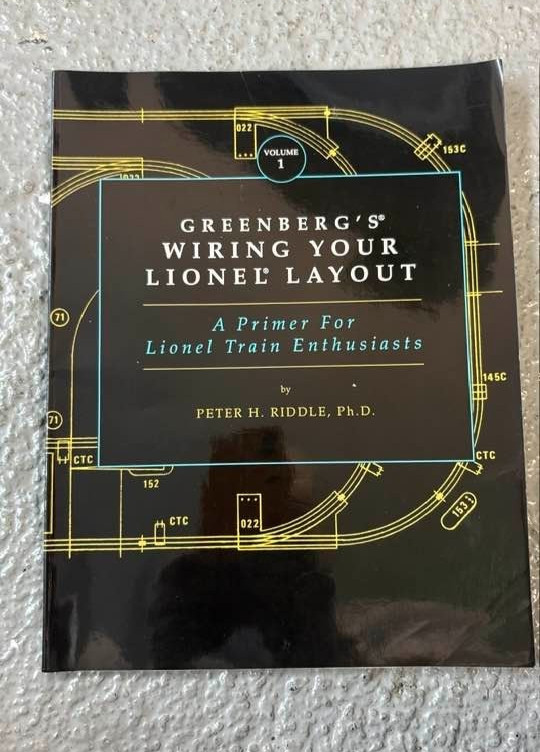 022
153C
VOLUME
1
GREENBERG'S®
WIRING YOUR
LIONEL® LAYOUT
A Primer For
Lionel Train Enthusiasts
by
PETER H. RIDDLE, Ph.D.
71
145C
71
CTC
CTC
152
153
022
CTC